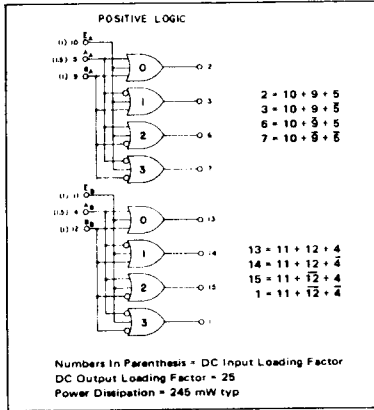 POSITIVE LOGIC
E̅A
(1) 10
AA
(1.5) 5
BA
(1) 9
0
2
1
3
2
6
3
7
2 = 10 + 9 + 5
3 = 10 + 9 + 5̅
6 = 10 + 9̅ + 5
7 = 10 + 9̅ + 5̅
E̅B
(1) 11
AB
(1.5) 4
BB
(1) 12
0
13
1
14
2
15
3
1
13 = 11 + 12 + 4
14 = 11 + 12 + 4̅
15 = 11 + 1̅2̅ + 4
1 = 11 + 1̅2̅ + 4̅
Numbers In Parenthesis = DC Input Loading Factor
DC Output Loading Factor = 25
Power Dissipation = 245 mW typ